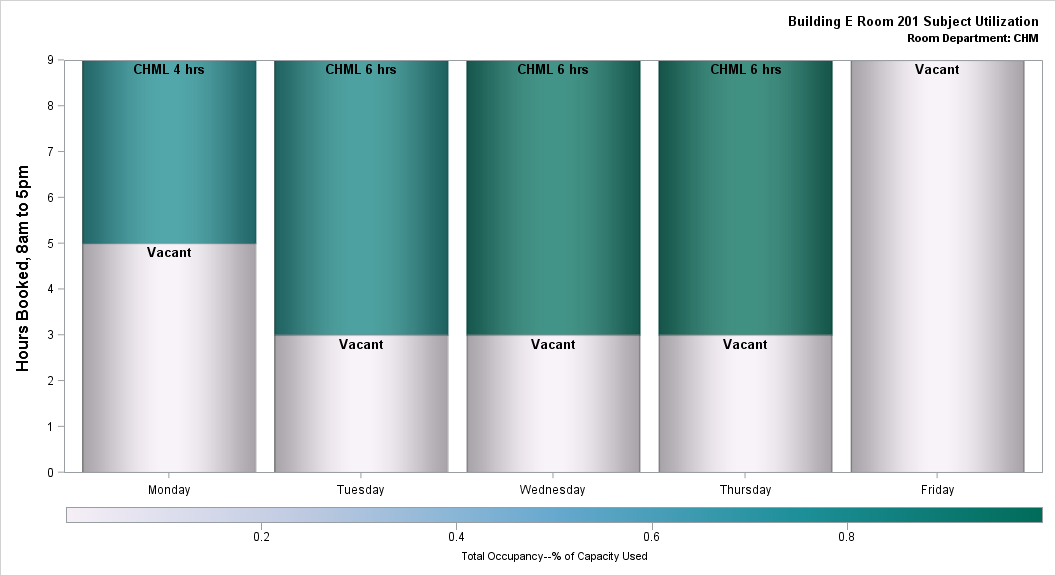 Building E Room 201 Subject Utilization
Room Department: CHM
Hours Booked, 8am to 5pm
9
8
7
6
5
4
3
2
1
0
CHML 4 hrs
CHML 6 hrs
CHML 6 hrs
CHML 6 hrs
Vacant
Vacant
Vacant
Vacant
Vacant
Monday
Tuesday
Wednesday
Thursday
Friday
0.2
0.4
0.6
0.8
Total Occupancy--% of Capacity Used